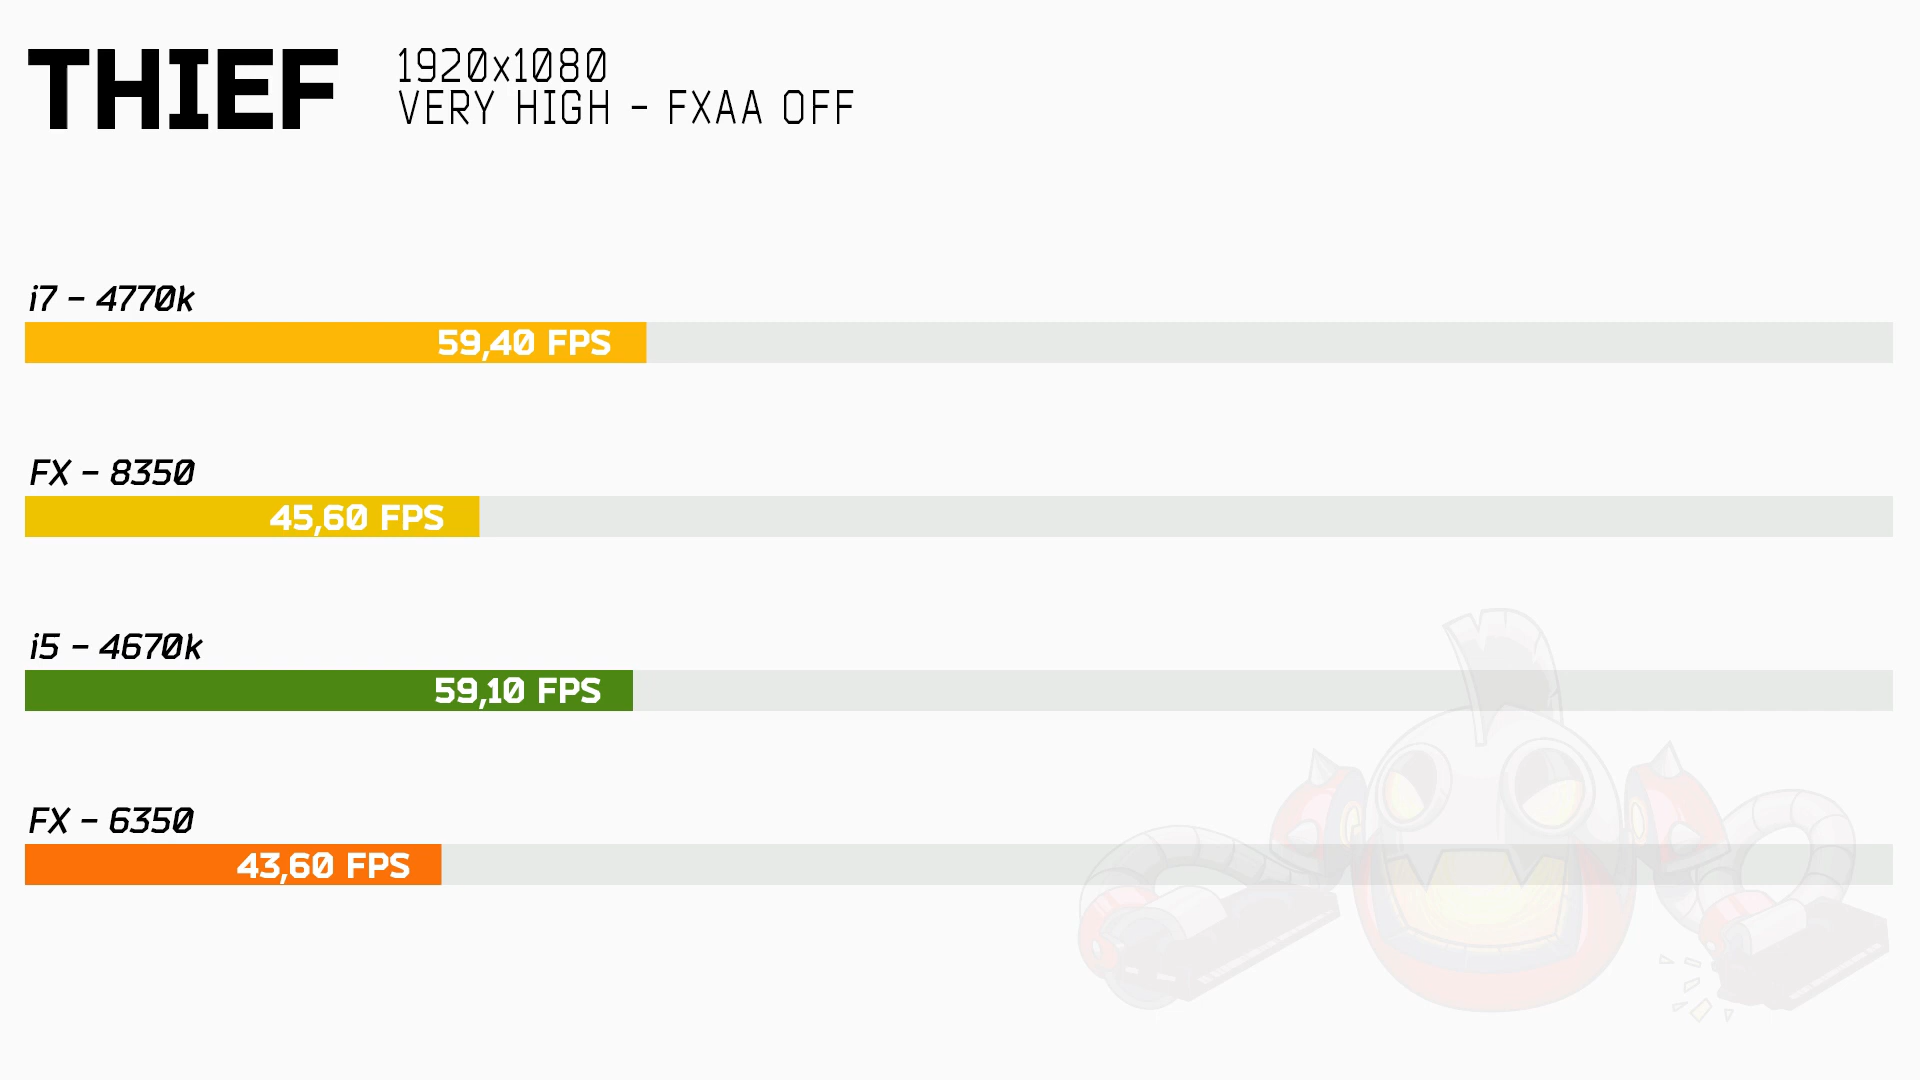 THIEF
1920x1080
VERY HIGH - FXAA OFF
i7 - 4770k
59,40 FPS
FX - 8350
45,60 FPS
i5 - 4670k
59,10 FPS
FX - 6350
43,60 FPS